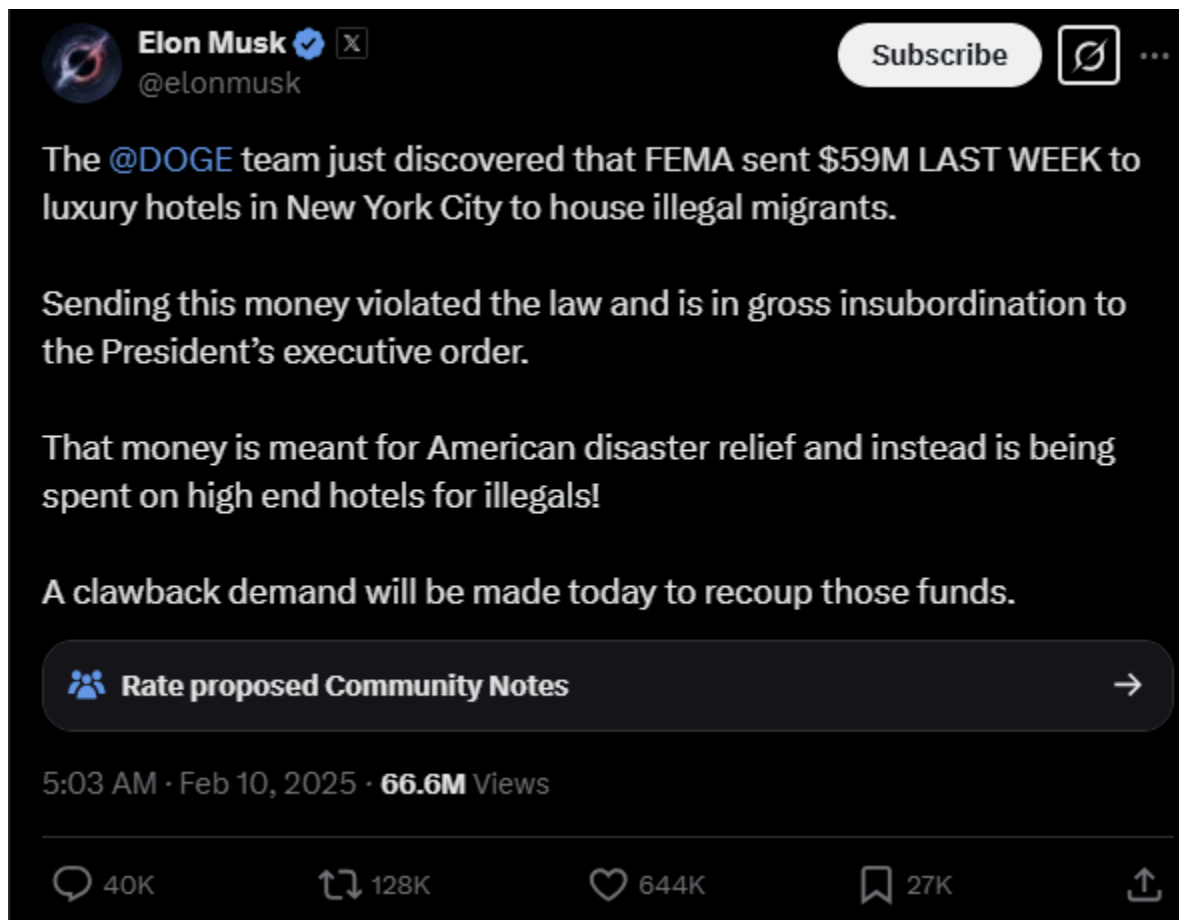 Elon Musk
@elonmusk
Subscribe
The @DOGE team just discovered that FEMA sent $59M LAST WEEK to
luxury hotels in New York City to house illegal migrants.
Sending this money violated the law and is in gross insubordination to
the President’s executive order.
That money is meant for American disaster relief and instead is being
spent on high end hotels for illegals!
A clawback demand will be made today to recoup those funds.
Rate proposed Community Notes
5:03 AM · Feb 10, 2025 · 66.6M Views
40K 128K 644K 27K